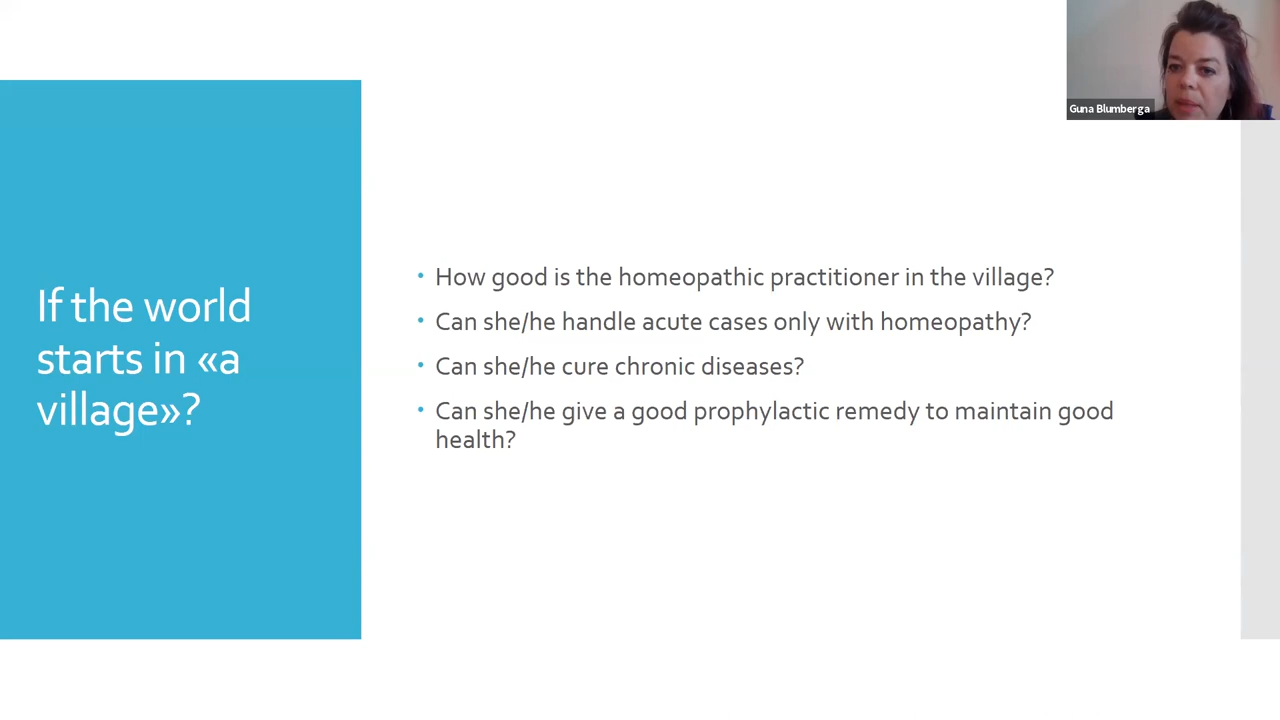 Guna Blumberga
If the world
starts in «a
village»?
• How good is the homeopathic practitioner in the village?
• Can she/he handle acute cases only with homeopathy?
• Can she/he cure chronic diseases?
• Can she/he give a good prophylactic remedy to maintain good
health?